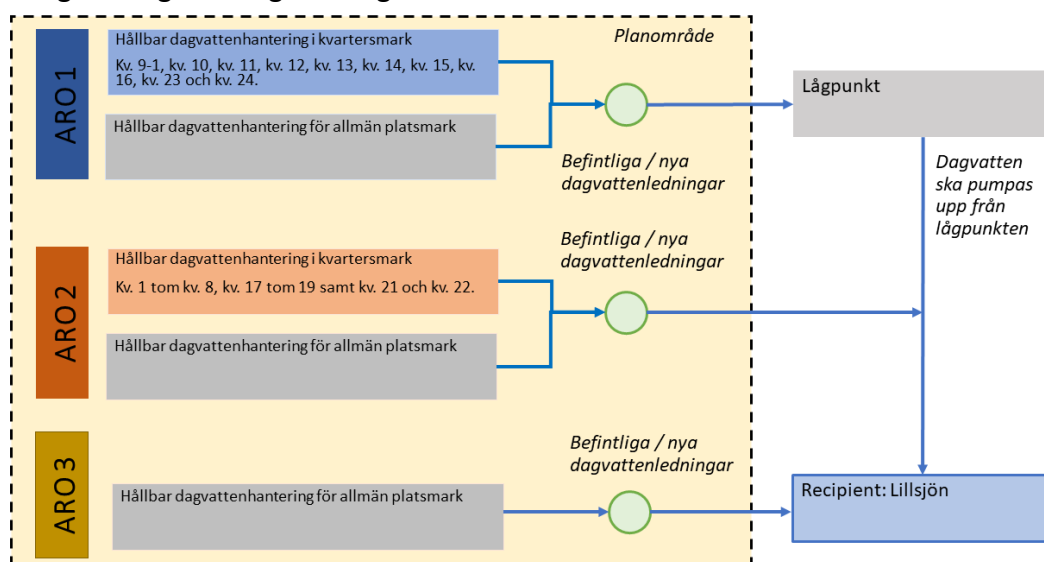 Planområde
ARO 1
Hållbar dagvattenhantering i kvartersmark
Kv. 9-1, kv. 10, kv. 11, kv. 12, kv. 13, kv. 14, kv. 15, kv.
16, kv. 23 och kv. 24.
Hållbar dagvattenhantering för allmän platsmark
Befintliga / nya
dagvattenledningar
Lågpunkt
Dagvatten
ska pumpas
upp från
lågpunkten
ARO 2
Hållbar dagvattenhantering i kvartersmark
Kv. 1 tom kv. 8, kv. 17 tom 19 samt kv. 21 och kv. 22.
Hållbar dagvattenhantering för allmän platsmark
Befintliga / nya
dagvattenledningar
ARO 3
Hållbar dagvattenhantering för allmän platsmark
Befintliga / nya
dagvattenledningar
Recipient: Lillsjön